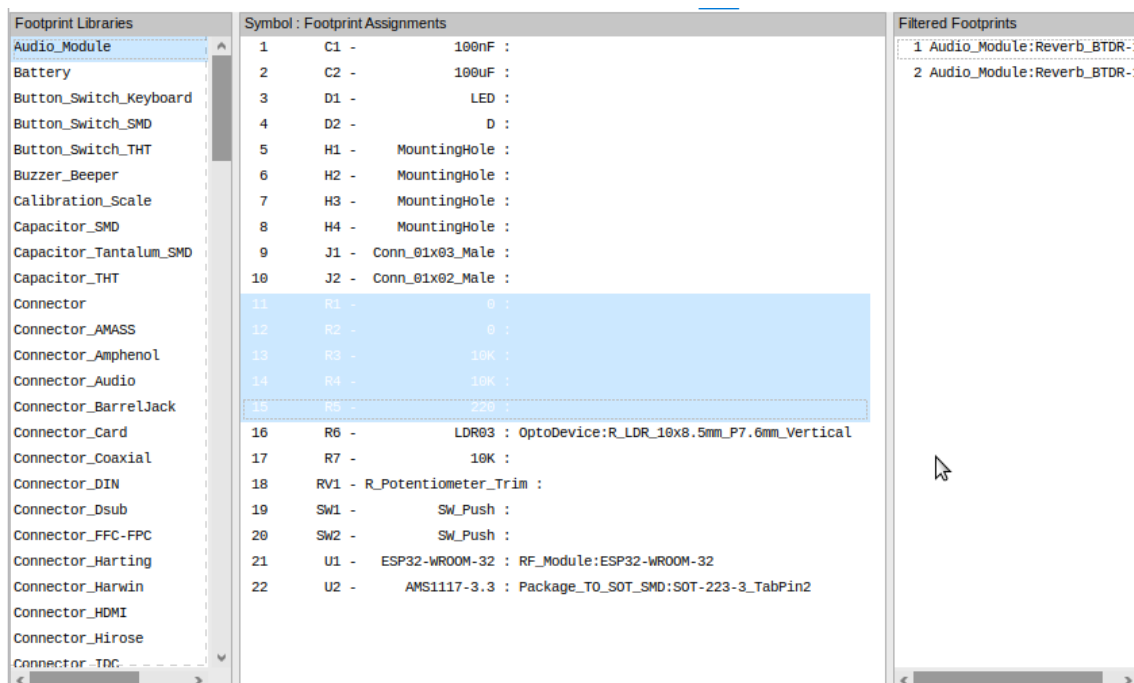 Footprint Libraries
Audio_Module
Battery
Button_Switch_Keyboard
Button_Switch_SMD
Button_Switch_THT
Buzzer_Beeper
Calibration_Scale
Capacitor_SMD
Capacitor_Tantalum_SMD
Capacitor_THT
Connector
Connector_AMASS
Connector_Amphenol
Connector_Audio
Connector_BarrelJack
Connector_Card
Connector_Coaxial
Connector_DIN
Connector_Dsub
Connector_FFC-FPC
Connector_Harting
Connector_Harwin
Connector_HDMI
Connector_Hirose
Connector_IDC
Symbol : Footprint Assignments
1 C1 - 100nF :
2 C2 - 100uF :
3 D1 - LED :
4 D2 - D :
5 H1 - MountingHole :
6 H2 - MountingHole :
7 H3 - MountingHole :
8 H4 - MountingHole :
9 J1 - Conn_01x03_Male :
10 J2 - Conn_01x02_Male :
11 R1 - 0 :
12 R2 - 0 :
13 R3 - 10K :
14 R4 - 10K :
15 R5 - 220 :
16 R6 - LDR03 : OptoDevice:R_LDR_10x8.5mm_P7.6mm_Vertical
17 R7 - 10K :
18 RV1 - R_Potentiometer_Trim :
19 SW1 - SW_Push :
20 SW2 - SW_Push :
21 U1 - ESP32-WROOM-32 : RF_Module:ESP32-WROOM-32
22 U2 - AMS1117-3.3 : Package_TO_SOT_SMD:SOT-223-3_TabPin2
Filtered Footprints
1 Audio_Module:Reverb_BTDR-
2 Audio_Module:Reverb_BTDR-